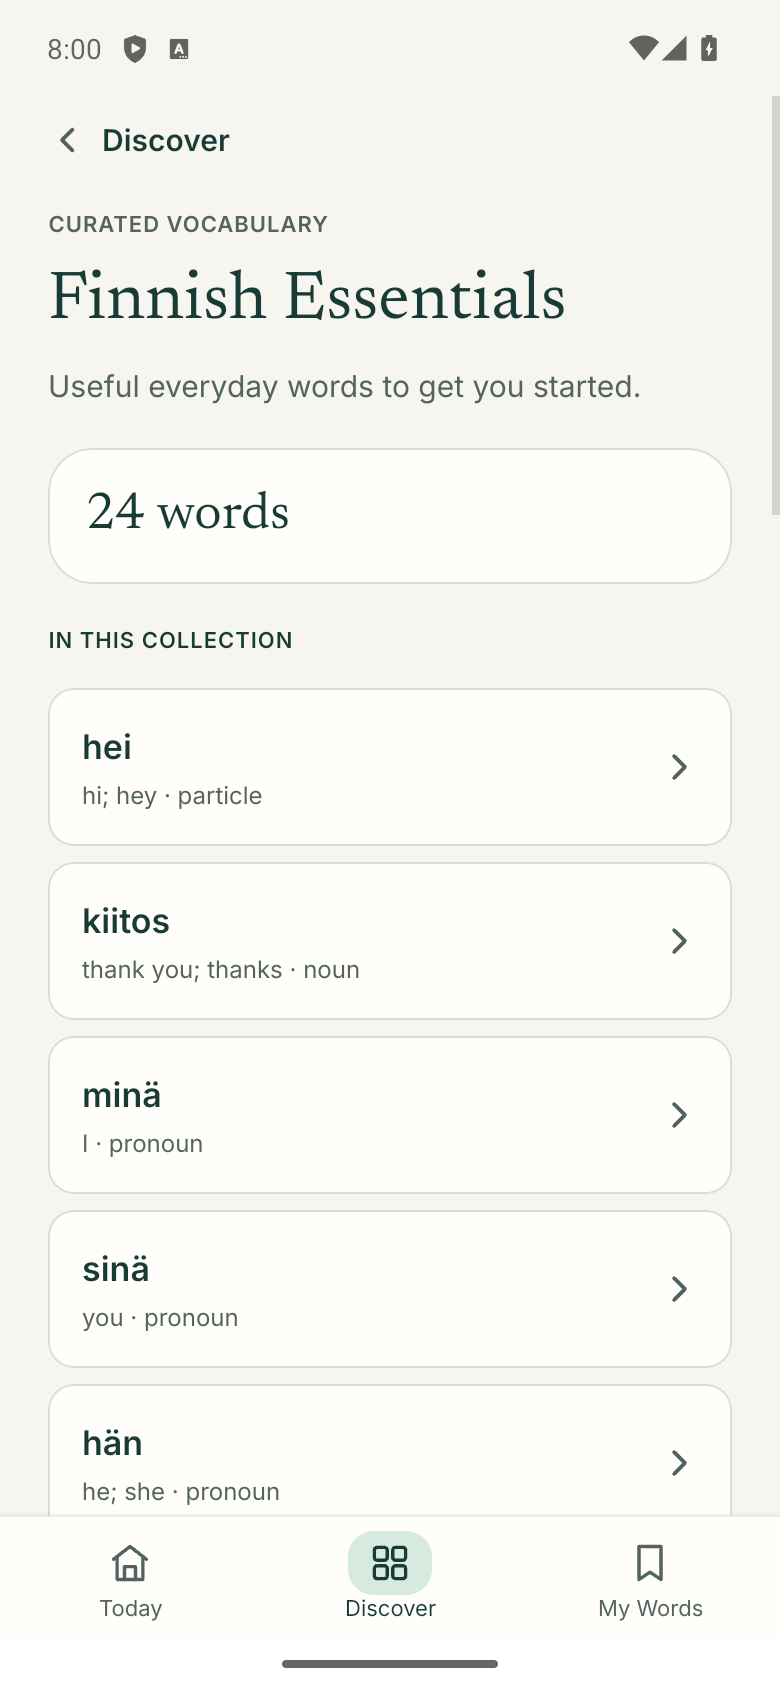 8:00
Discover
CURATED VOCABULARY
Finnish Essentials
Useful everyday words to get you started.
24 words
IN THIS COLLECTION
hei
hi; hey · particle
kiitos
thank you; thanks · noun
minä
I · pronoun
sinä
you · pronoun
hän
he; she · pronoun
Today
Discover
My Words